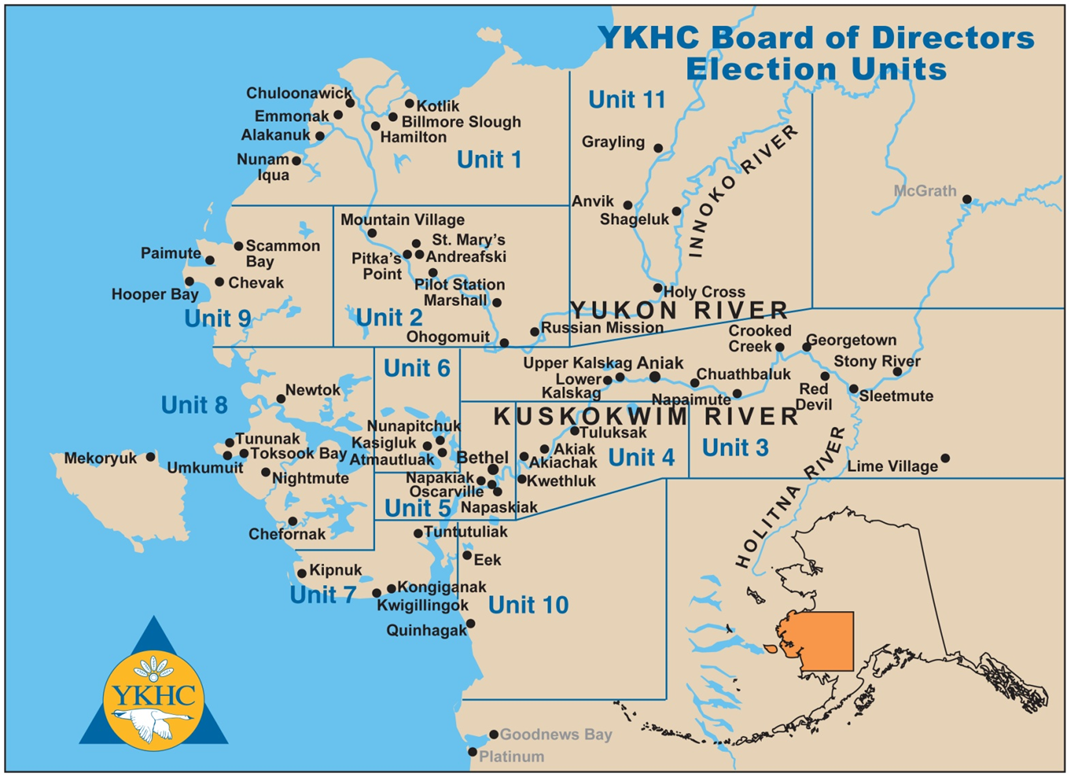 YKHC Board of Directors
Election Units
Unit 11
Chuloonawick
Kotlik
Emmonak
Billmore Slough
Alakanuk
Hamilton
Nunam
Iqua
Unit 1
Grayling
INNOKO RIVER
McGrath
Anvik
Shageluk
Mountain Village
St. Mary's
Andreafski
Pitka's
Point
Pilot Station
Marshall
Unit 2
Ohogomuit
Scammon
Bay
Paimute
Chevak
Hooper Bay
Unit 9
Holy Cross
YUKON RIVER
Russian Mission
Crooked
Creek
Georgetown
Stony River
Upper Kalskag
Aniak
Chuathbaluk
Lower
Kalskag
Napaimute
Red
Devil
Sleetmute
Unit 6
Unit 8
Newtok
KUSKOKWIM RIVER
Nunapitchuk
Kasigluk
Atmautluak
Tuluksak
Akiak
Akiachak
Unit 4
Unit 3
Kwethluk
Lime Village
HOLITNA RIVER
Tununak
Toksook Bay
Umkumuit
Nightmute
Mekoryuk
Bethel
Napakiak
Oscarville
Napaskiak
Unit 5
Chefornak
Tuntutuliak
Eek
Kipnuk
Kongiganak
Unit 7
Kwigillingok
Unit 10
Quinhagak
YKHC
Goodnews Bay
Platinum